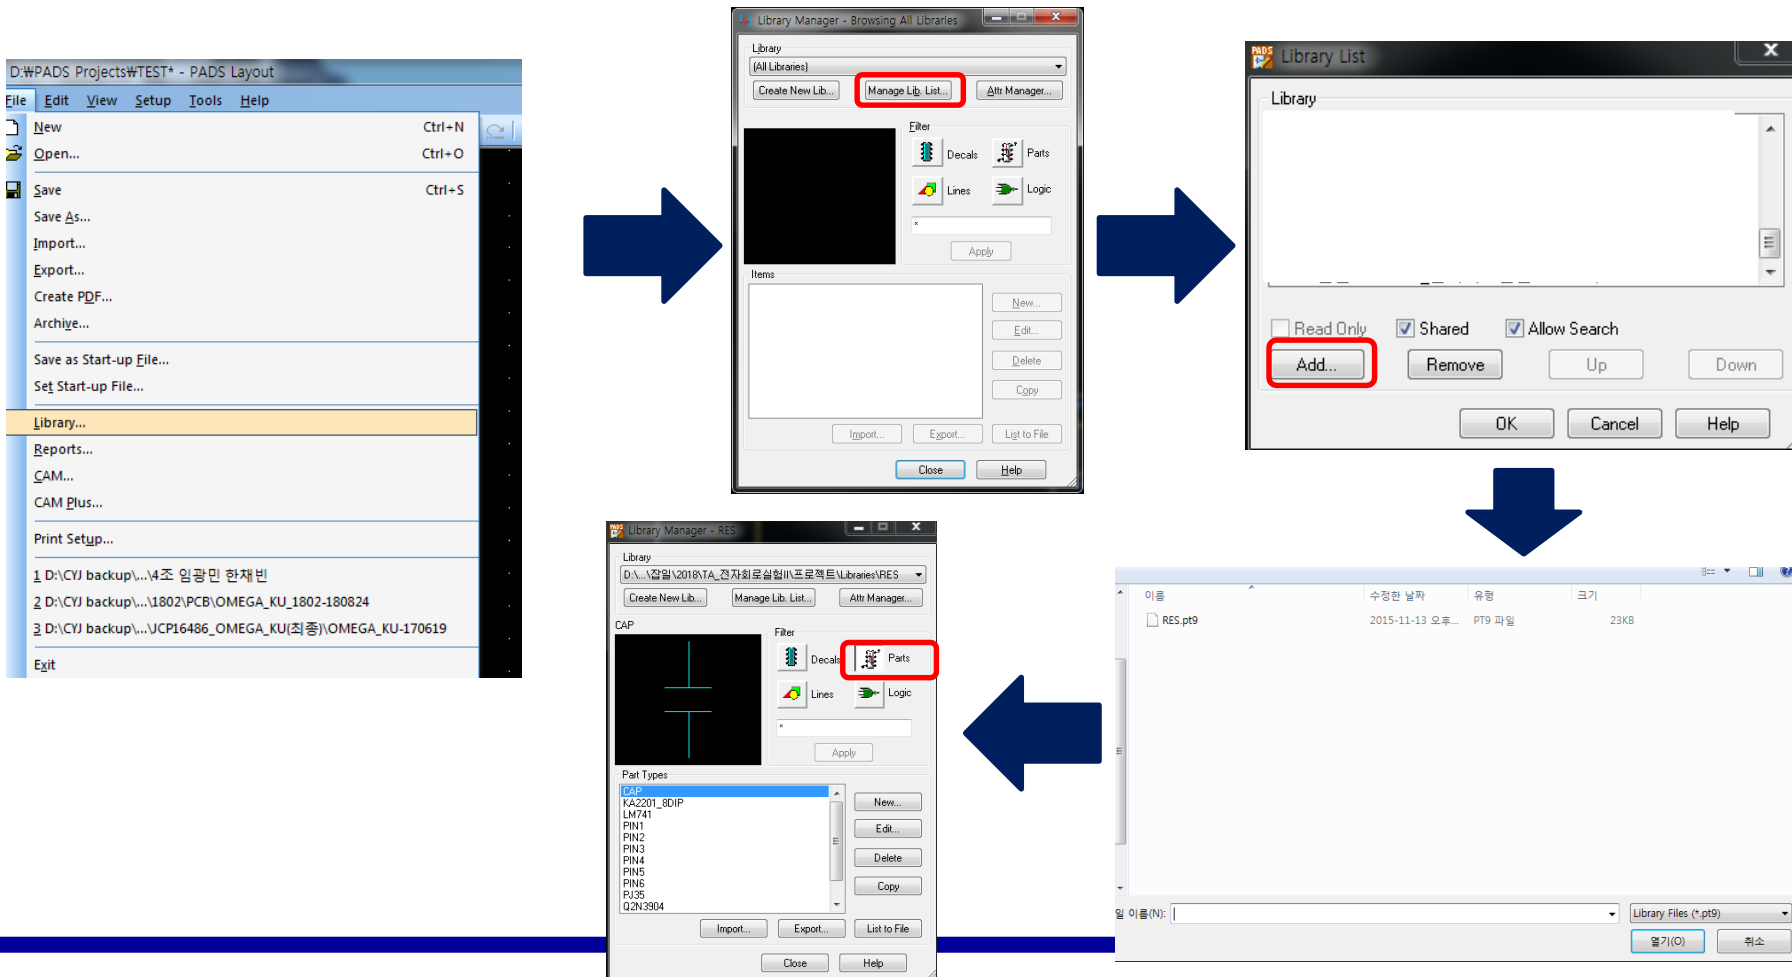 D:₩PADS Projects₩TEST* - PADS Layout
File Edit View Setup Tools Help
New Ctrl+N
Open... Ctrl+O
Save Ctrl+S
Save As...
Import...
Export...
Create PDF...
Archive...
Save as Start-up File...
Set Start-up File...
Library...
Reports...
CAM...
CAM Plus...
Print Setup...
1 D:\CYJ backup\...\4조 임광민 한채빈
2 D:\CYJ backup\...\1802\PCB\OMEGA_KU_1802-180824
3 D:\CYJ backup\...\JCP16486_OMEGA_KU(최종)\OMEGA_KU-170619
Exit
Library Manager - Browsing All Libraries
Library
(All Libraries)
Create New Lib... Manage Lib. List... Attr Manager...
Filter
Decals Parts
Lines Logic
*
Apply
Items
New...
Edit...
Delete
Copy
Import... Export... List to File
Close Help
PADS Library List
Library
Read Only Shared Allow Search
Add... Remove Up Down
OK Cancel Help
이름 수정한 날짜 유형 크기
RES.pt9 2015-11-13 오후... PT9 파일 23KB
일 이름(N): Library Files (*.pt9)
열기(O) 취소
PADS Library Manager - RES
Library
D:\...\잡일\2018\TA_전자회로실험II\프로젝트\Libraries\RES
Create New Lib... Manage Lib. List... Attr Manager...
CAP
Filter
Decals Parts
Lines Logic
*
Apply
Part Types
CAP
KA2201_8DIP
LM741
PIN1
PIN2
PIN3
PIN4
PIN5
PIN6
PJ35
Q2N3904
New...
Edit...
Delete
Copy
Import... Export... List to File
Close Help